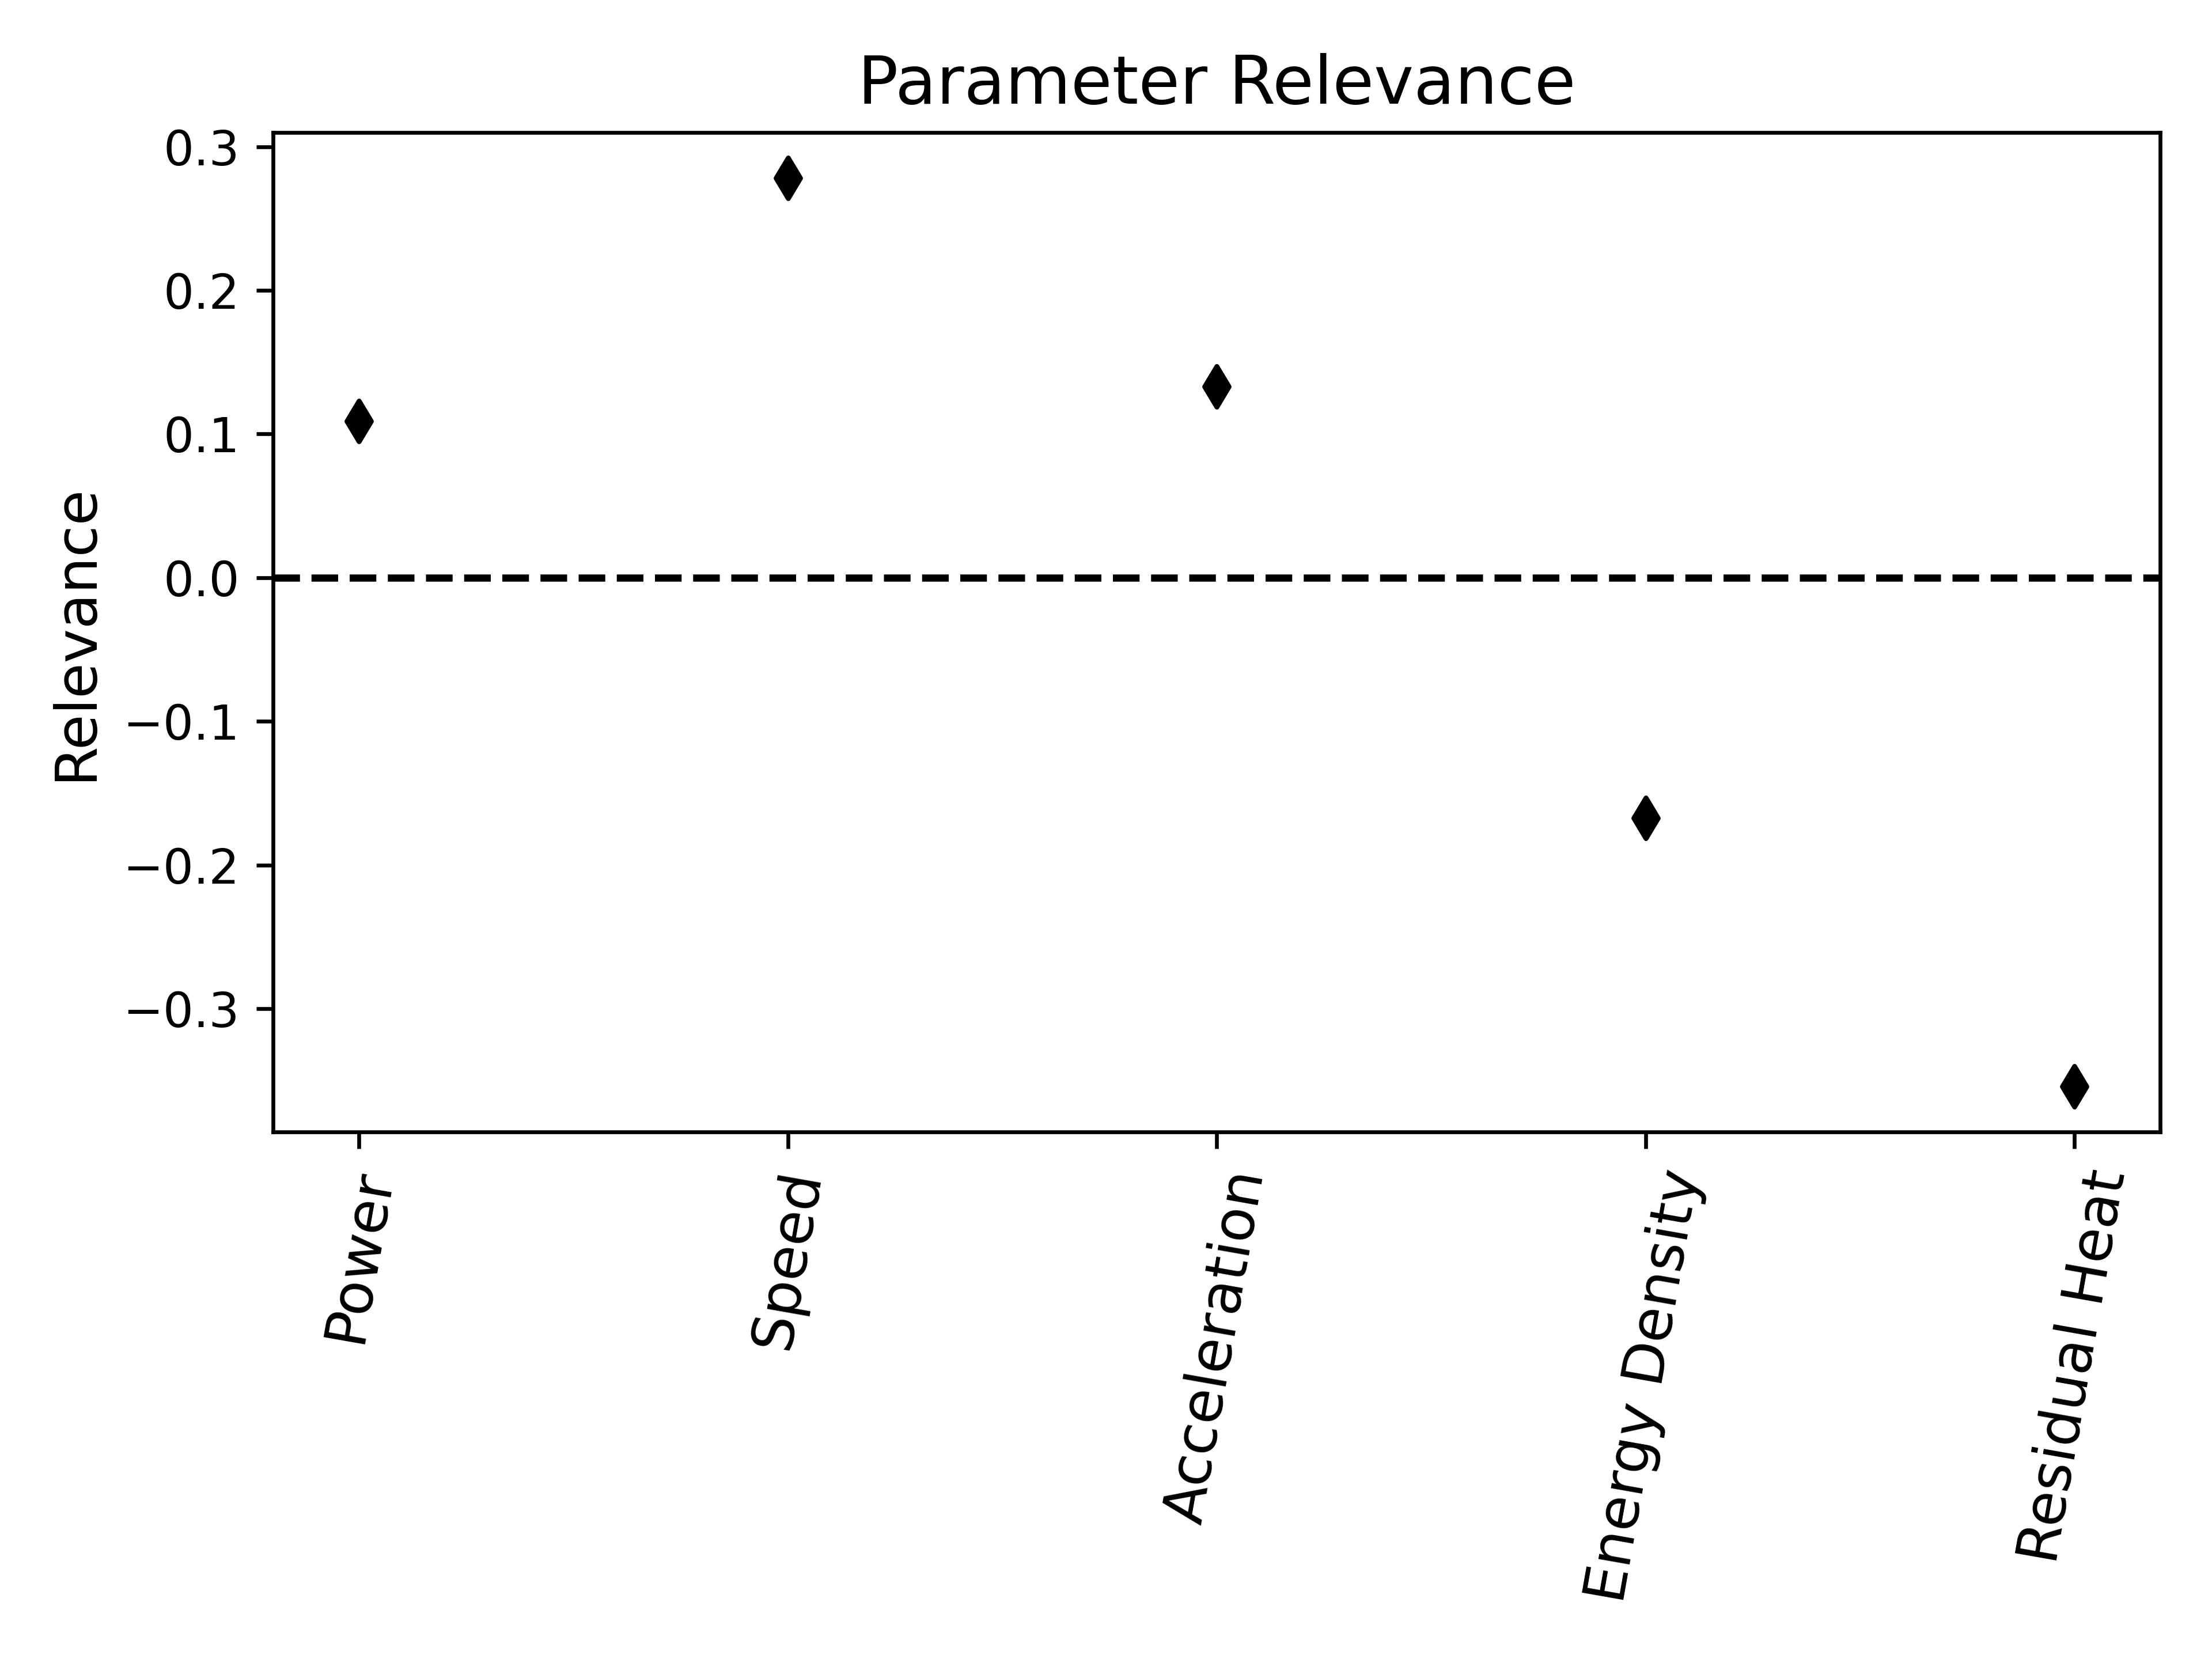 Parameter Relevance
Relevance
0.3
0.2
0.1
0.0
−0.1
−0.2
−0.3
Power
Speed
Acceleration
Energy Density
Residual Heat